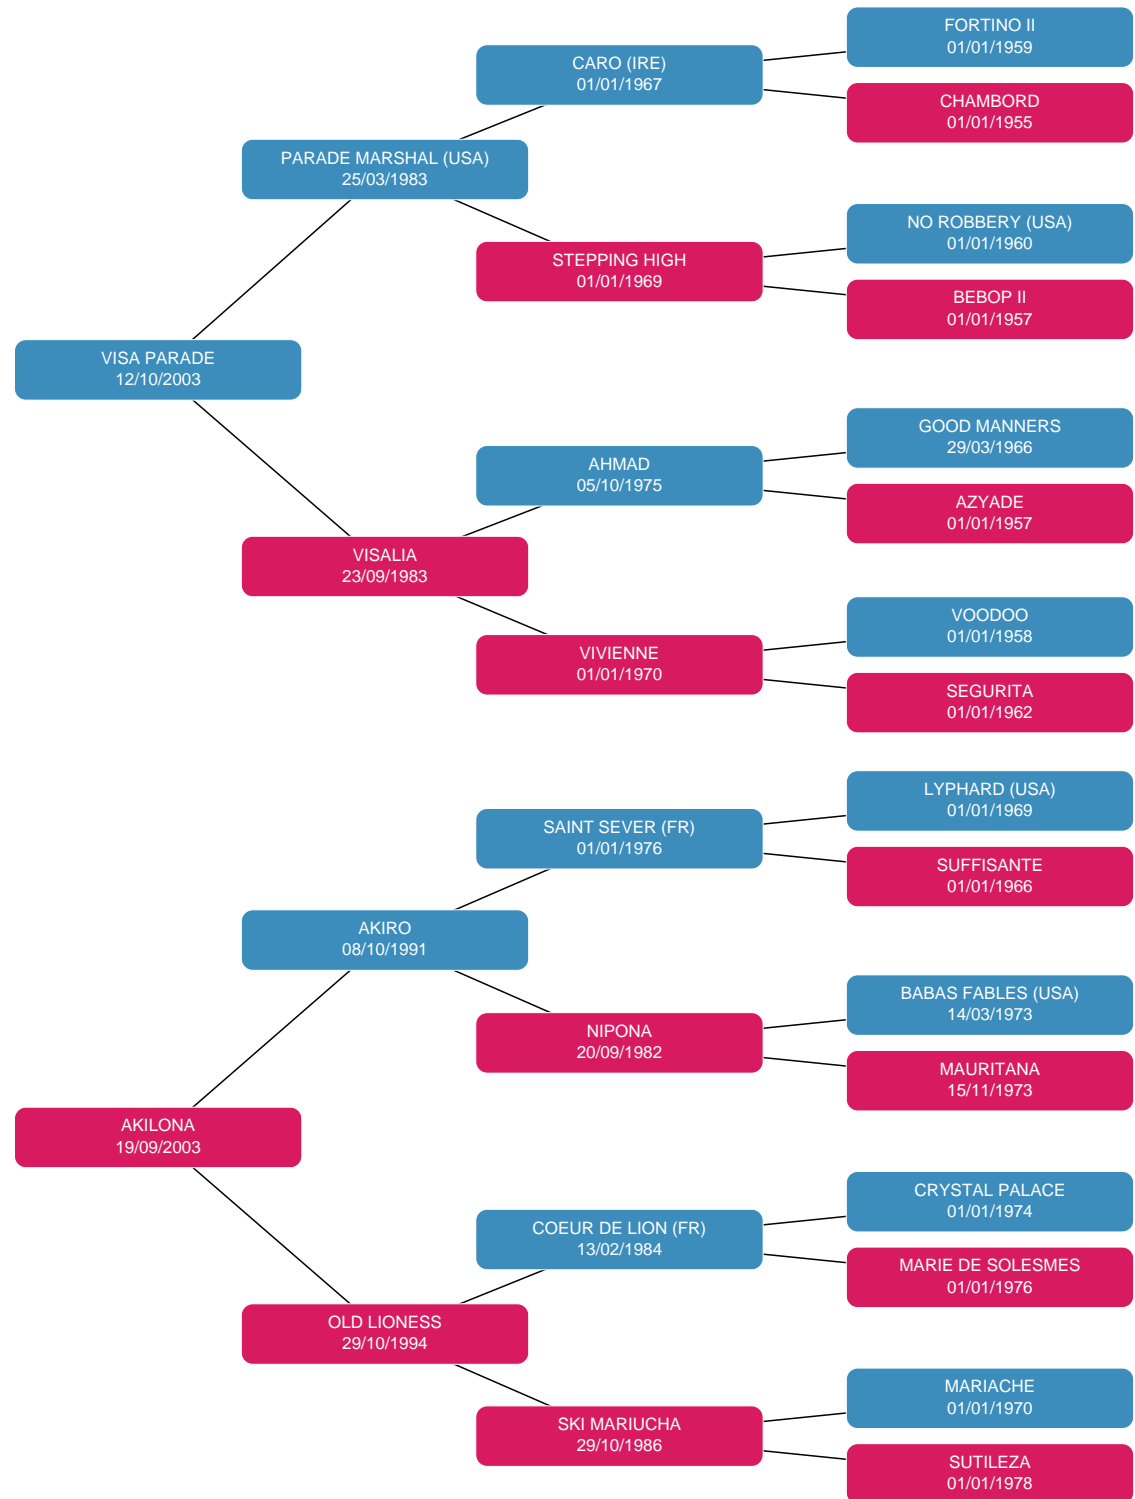 FORTINO II
01/01/1959
CARO (IRE)
01/01/1967
CHAMBORD
01/01/1955
PARADE MARSHAL (USA)
25/03/1983
NO ROBBERY (USA)
01/01/1960
STEPPING HIGH
01/01/1969
BEBOP II
01/01/1957
VISA PARADE
12/10/2003
GOOD MANNERS
29/03/1966
AHMAD
05/10/1975
AZYADE
01/01/1957
VISALIA
23/09/1983
VOODOO
01/01/1958
VIVIENNE
01/01/1970
SEGURITA
01/01/1962
LYPHARD (USA)
01/01/1969
SAINT SEVER (FR)
01/01/1976
SUFFISANTE
01/01/1966
AKIRO
08/10/1991
BABAS FABLES (USA)
14/03/1973
NIPONA
20/09/1982
MAURITANA
15/11/1973
AKILONA
19/09/2003
CRYSTAL PALACE
01/01/1974
COEUR DE LION (FR)
13/02/1984
MARIE DE SOLESMES
01/01/1976
OLD LIONESS
29/10/1994
MARIACHE
01/01/1970
SKI MARIUCHA
29/10/1986
SUTILEZA
01/01/1978